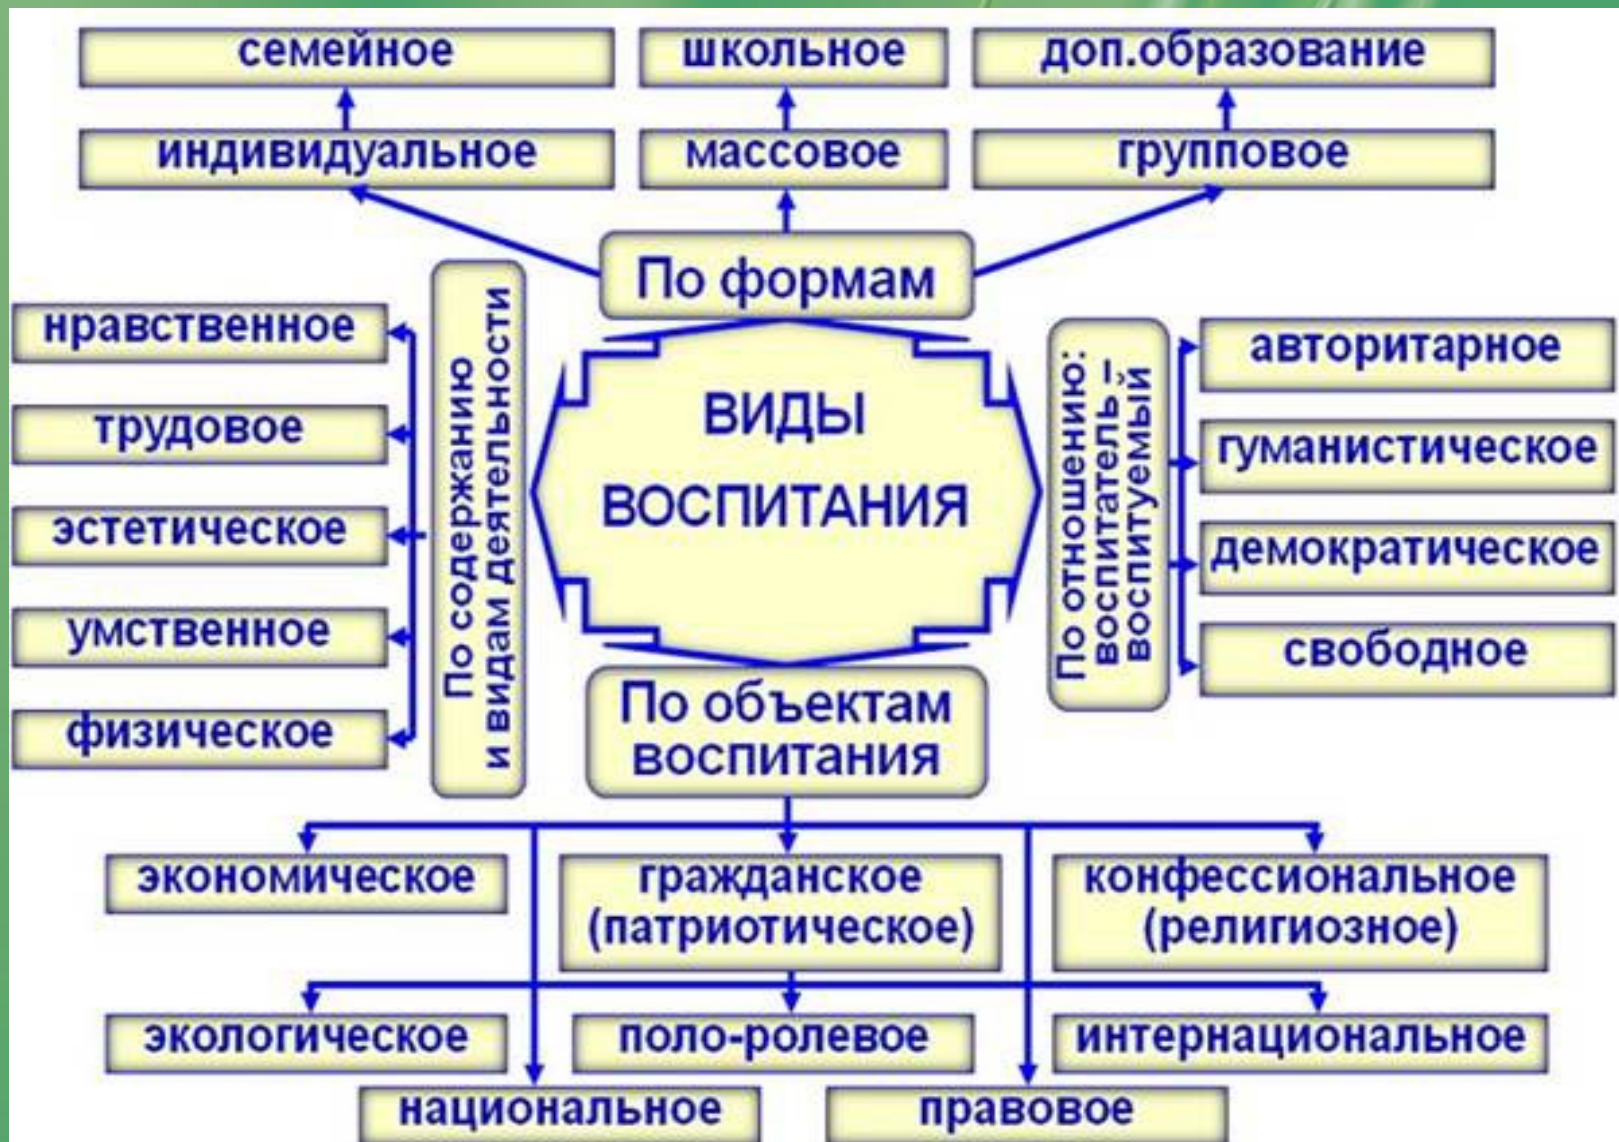 семейное
школьное
доп.образование
индивидуальное
массовое
групповое
По формам
По содержанию
и видам деятельности
нравственное
трудовое
эстетическое
умственное
физическое
ВИДЫ
ВОСПИТАНИЯ
По отношению:
воспитатель –
воспитуемый
авторитарное
гуманистическое
демократическое
свободное
По объектам
воспитания
экономическое
гражданское
(патриотическое)
конфессиональное
(религиозное)
экологическое
поло-ролевое
интернациональное
национальное
правовое